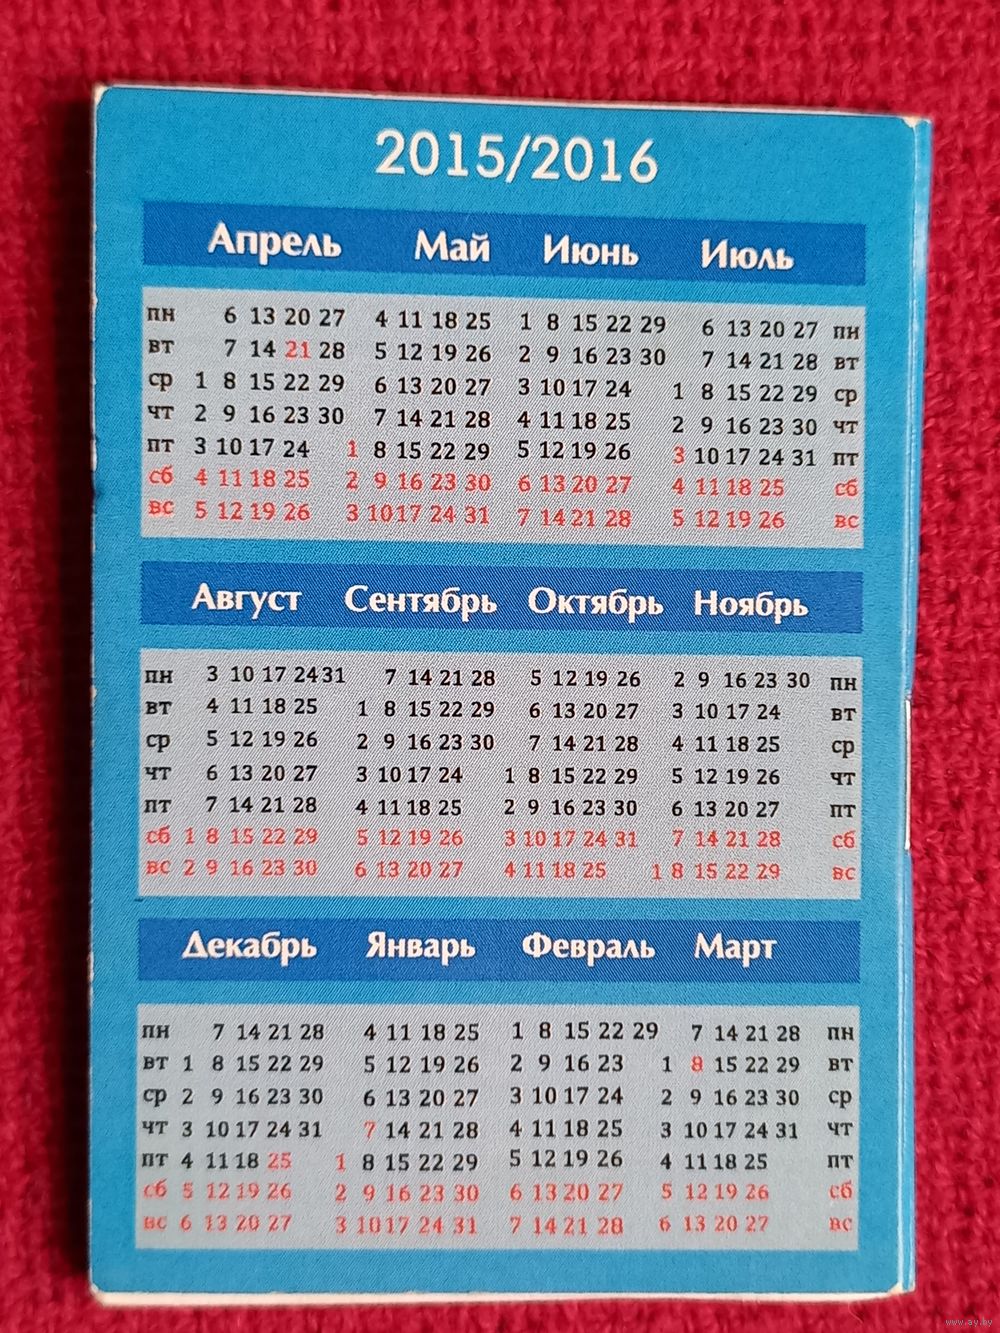 2015/2016
Апрель Май Июнь Июль
пн 6 13 20 27 4 11 18 25 1 8 15 22 29 6 13 20 27 пн
вт 7 14 21 28 5 12 19 26 2 9 16 23 30 7 14 21 28 вт
ср 1 8 15 22 29 6 13 20 27 3 10 17 24 1 8 15 22 29 ср
чт 2 9 16 23 30 7 14 21 28 4 11 18 25 2 9 16 23 30 чт
пт 3 10 17 24 1 8 15 22 29 5 12 19 26 3 10 17 24 31 пт
сб 4 11 18 25 2 9 16 23 30 6 13 20 27 4 11 18 25 сб
вс 5 12 19 26 3 10 17 24 31 7 14 21 28 5 12 19 26 вс
Август Сентябрь Октябрь Ноябрь
пн 3 10 17 24 31 7 14 21 28 5 12 19 26 2 9 16 23 30 пн
вт 4 11 18 25 1 8 15 22 29 6 13 20 27 3 10 17 24 вт
ср 5 12 19 26 2 9 16 23 30 7 14 21 28 4 11 18 25 ср
чт 6 13 20 27 3 10 17 24 1 8 15 22 29 5 12 19 26 чт
пт 7 14 21 28 4 11 18 25 2 9 16 23 30 6 13 20 27 пт
сб 1 8 15 22 29 5 12 19 26 3 10 17 24 31 7 14 21 28 сб
вс 2 9 16 23 30 6 13 20 27 4 11 18 25 1 8 15 22 29 вс
Декабрь Январь Февраль Март
пн 7 14 21 28 4 11 18 25 1 8 15 22 29 7 14 21 28 пн
вт 1 8 15 22 29 5 12 19 26 2 9 16 23 1 8 15 22 29 вт
ср 2 9 16 23 30 6 13 20 27 3 10 17 24 2 9 16 23 30 ср
чт 3 10 17 24 31 7 14 21 28 4 11 18 25 3 10 17 24 31 чт
пт 4 11 18 25 1 8 15 22 29 5 12 19 26 4 11 18 25 пт
сб 5 12 19 26 2 9 16 23 30 6 13 20 27 5 12 19 26 сб
вс 6 13 20 27 3 10 17 24 31 7 14 21 28 6 13 20 27 вс
www.ay.by